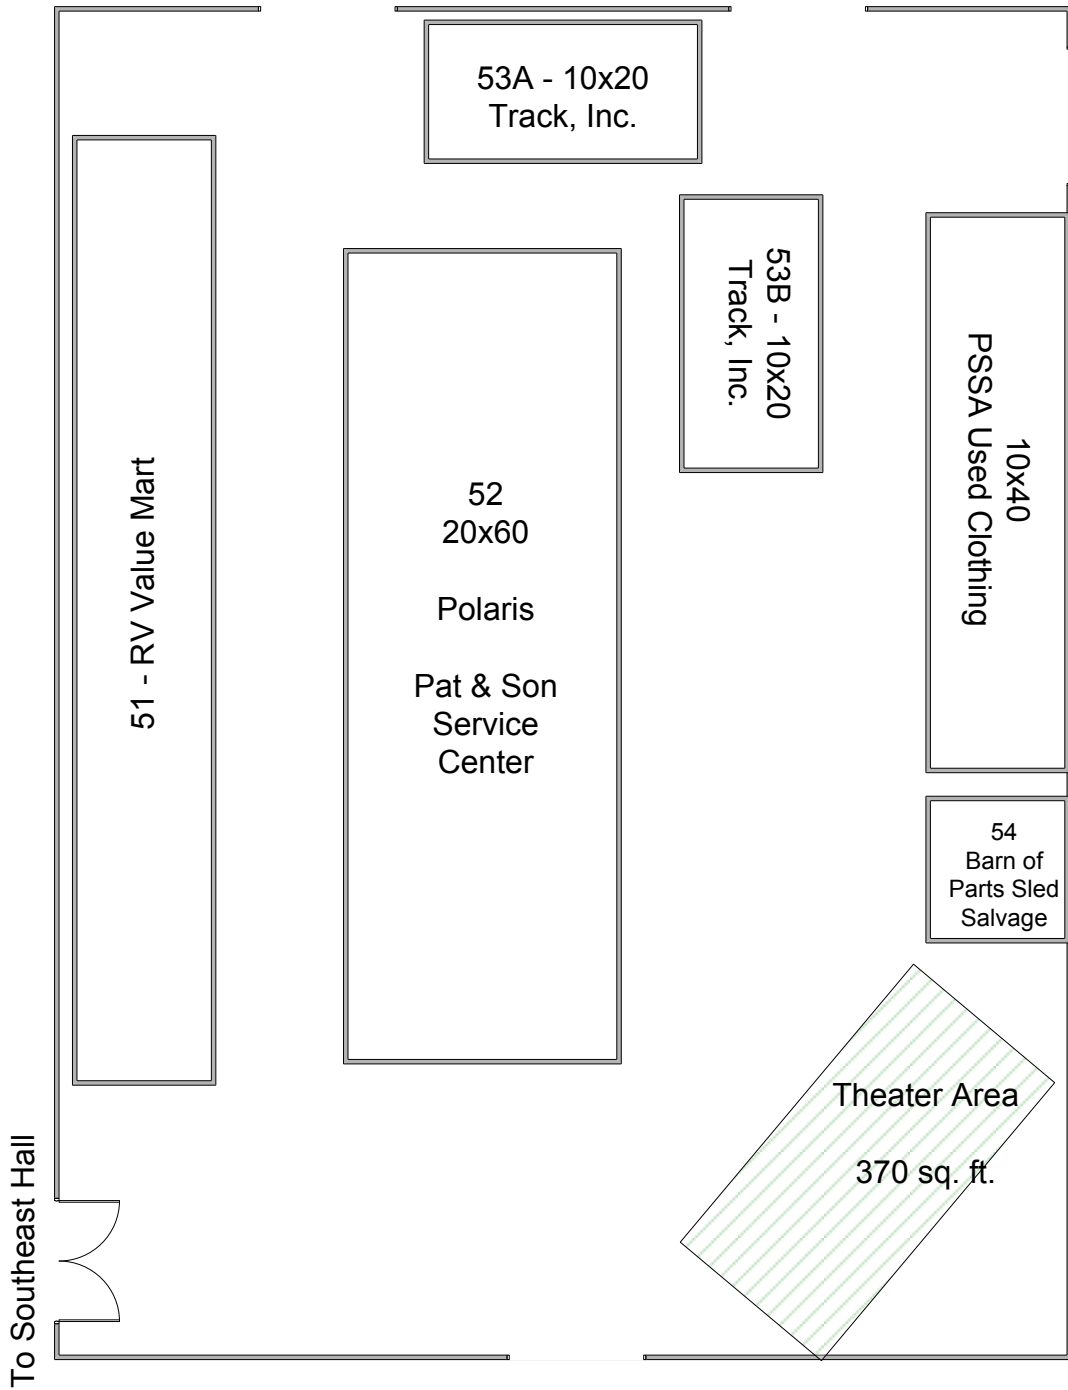 53A - 10x20
Track, Inc.
53B - 10x20
Track, Inc.
10x40
PSSA Used Clothing
51 - RV Value Mart
52
20x60
Polaris
Pat & Son
Service
Center
54
Barn of
Parts Sled
Salvage
Theater Area
370 sq. ft.
To Southeast Hall